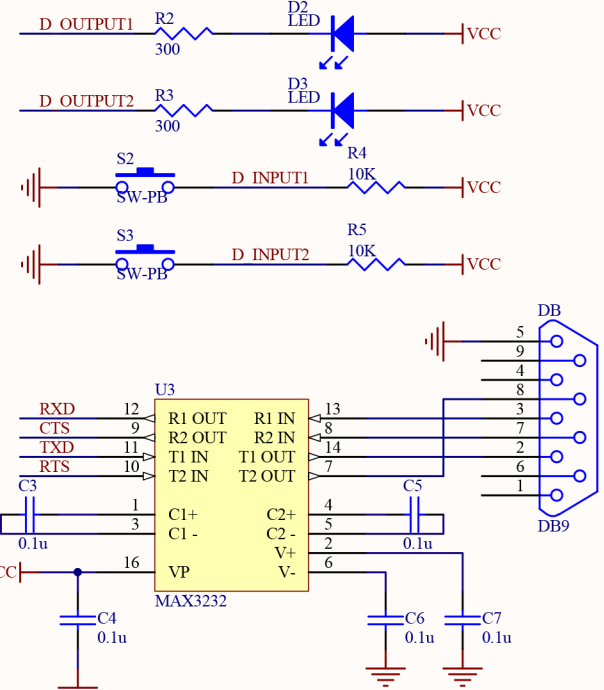 D2
LED
R2
D OUTPUT1
VCC
300
D3
LED
R3
D OUTPUT2
VCC
300
S2
R4
10K
D INPUT1
VCC
SW-PB
S3
R5
10K
D INPUT2
VCC
SW-PB
DB
5
9
4
8
3
7
2
6
1
DB9
U3
RXD 12 R1 OUT R1 IN 13
CTS 9 R2 OUT R2 IN 8
TXD 11 T1 IN T1 OUT 14
RTS 10 T2 IN T2 OUT 7
C3
C5
1 C1+ C2+ 4
3 C1 - C2 - 5
0.1u
0.1u
V+ 2
CC 16 VP V- 6
MAX3232
C4
0.1u
C6
0.1u
C7
0.1u